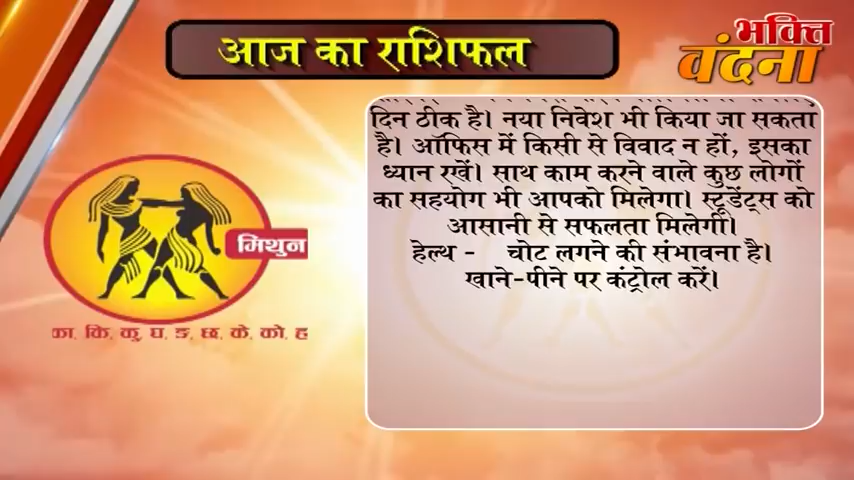 आज का राशिफल
भक्ति
वंदना
दिन ठीक है। नया निवेश भी किया जा सकता
है। ऑफिस में किसी से विवाद न हों, इसका
ध्यान रखें। साथ काम करने वाले कुछ लोगों
का सहयोग भी आपको मिलेगा। स्टूडेंट्स को
आसानी से सफलता मिलेगी।
हेल्थ - चोट लगने की संभावना है।
खाने-पीने पर कंट्रोल करें।
मिथुन
का, कि, कु, घ, ङ, छ, के, को, ह